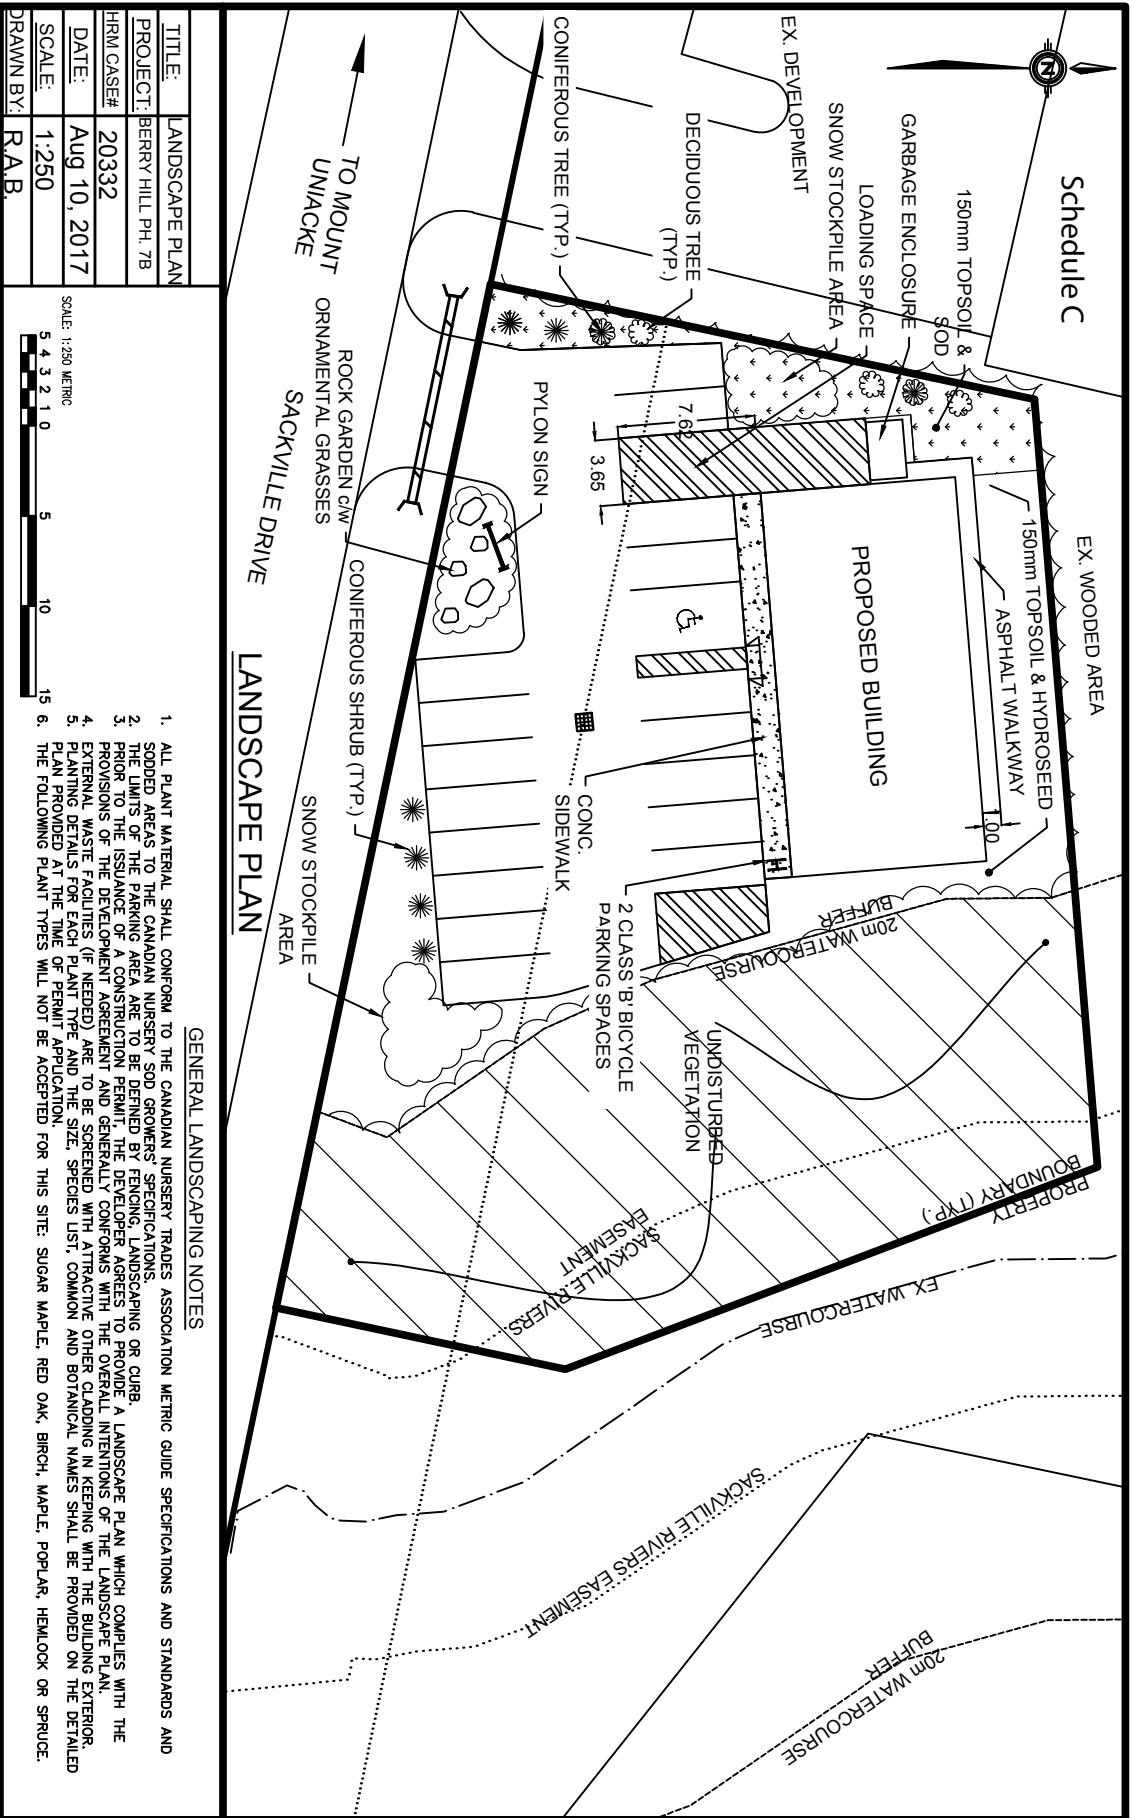 Schedule C
N
EX. DEVELOPMENT
150mm TOPSOIL &
SOD
GARBAGE ENCLOSURE
LOADING SPACE
SNOW STOCKPILE AREA
DECIDUOUS TREE
(TYP.)
CONIFEROUS TREE (TYP.)
EX. WOODED AREA
150mm TOPSOIL & HYDROSEED
ASPHALT WALKWAY
1.00
PROPOSED BUILDING
7.62
3.65
PYLON SIGN
CONC.
SIDEWALK
2 CLASS 'B' BICYCLE
PARKING SPACES
20m WATERCOURSE
BUFFER
UNDISTURBED
VEGETATION
PROPERTY
BOUNDARY (TYP.)
SACKVILLE RIVERS
EASEMENT
EX. WATERCOURSE
SACKVILLE RIVERS EASEMENT
20m WATERCOURSE
BUFFER
TO MOUNT
UNIACKE
ROCK GARDEN c/w
ORNAMENTAL GRASSES
SACKVILLE DRIVE
CONIFEROUS SHRUB (TYP.)
SNOW STOCKPILE
AREA
LANDSCAPE PLAN
TITLE: LANDSCAPE PLAN
PROJECT: BERRY HILL PH. 7B
HRM CASE# 20332
DATE: Aug 10, 2017
SCALE: 1:250
DRAWN BY: R.A.B.
SCALE: 1:250 METRIC
5 4 3 2 1 0 5 10 15
GENERAL LANDSCAPING NOTES
1. ALL PLANT MATERIAL SHALL CONFORM TO THE CANADIAN NURSERY TRADES ASSOCIATION METRIC GUIDE SPECIFICATIONS AND STANDARDS AND
SODDED AREAS TO THE CANADIAN NURSERY SOD GROWERS' SPECIFICATIONS.
2. THE LIMITS OF THE PARKING AREA ARE TO BE DEFINED BY FENCING, LANDSCAPING OR CURB.
3. PRIOR TO THE ISSUANCE OF A CONSTRUCTION PERMIT, THE DEVELOPER AGREES TO PROVIDE A LANDSCAPE PLAN WHICH COMPLIES WITH THE
PROVISIONS OF THE DEVELOPMENT AGREEMENT AND GENERALLY CONFORMS WITH THE OVERALL INTENTIONS OF THE LANDSCAPE PLAN.
4. EXTERNAL WASTE FACILITIES (IF NEEDED) ARE TO BE SCREENED WITH ATTRACTIVE OTHER CLADDING IN KEEPING WITH THE BUILDING EXTERIOR.
5. PLANTING DETAILS FOR EACH PLANT TYPE AND THE SIZE, SPECIES LIST, COMMON AND BOTANICAL NAMES SHALL BE PROVIDED ON THE DETAILED
PLAN PROVIDED AT THE TIME OF PERMIT APPLICATION.
6. THE FOLLOWING PLANT TYPES WILL NOT BE ACCEPTED FOR THIS SITE: SUGAR MAPLE, RED OAK, BIRCH, MAPLE, POPLAR, HEMLOCK OR SPRUCE.